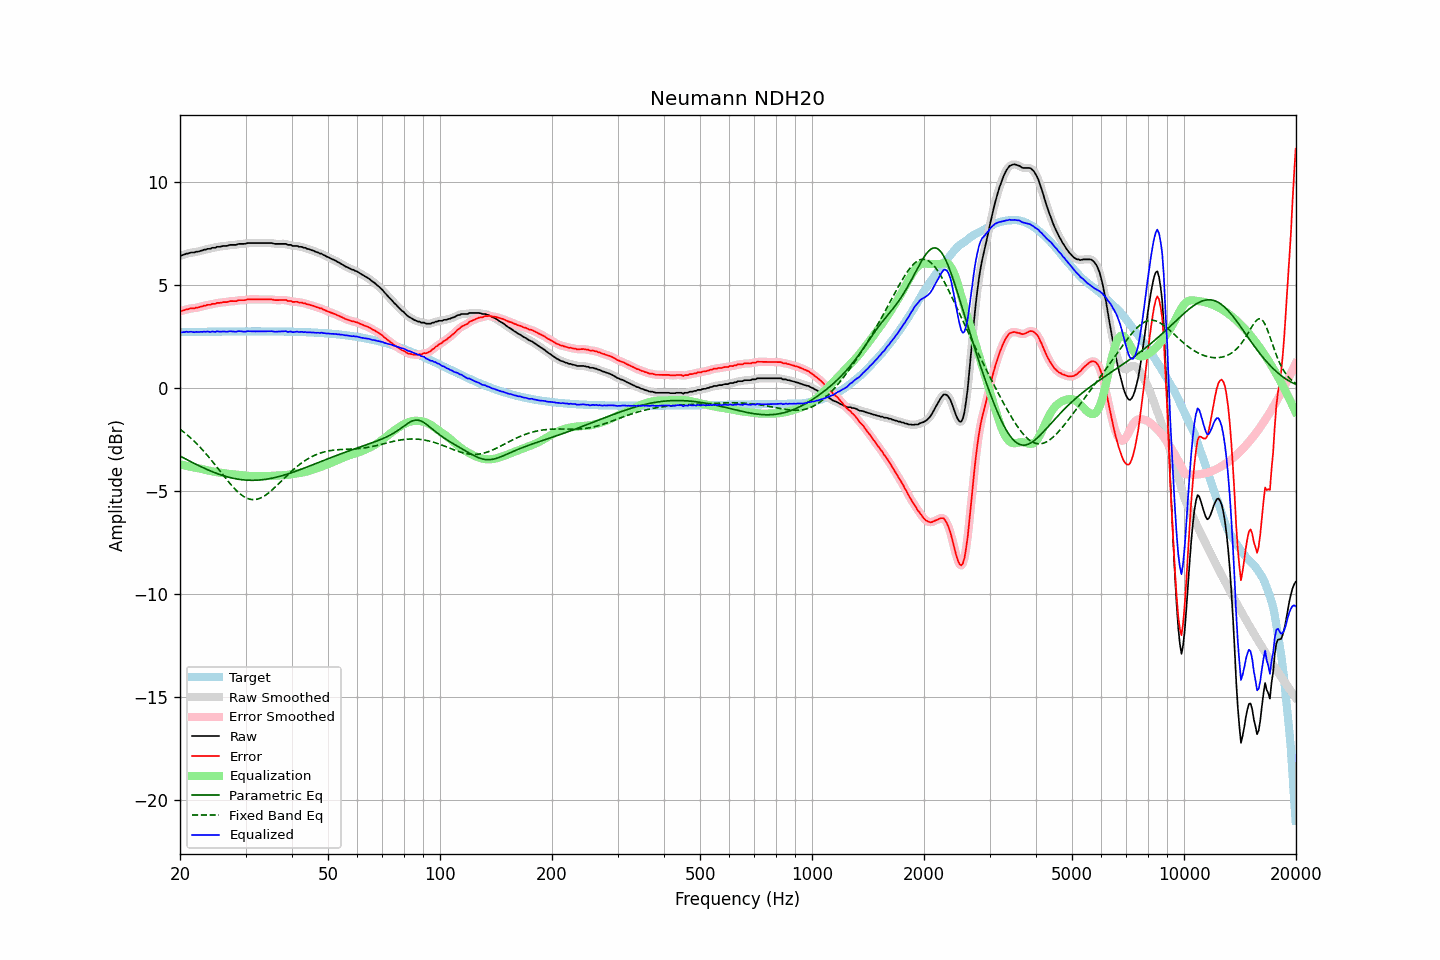 Neumann NDH20
Amplitude (dBr)
10
5
0
−5
−10
−15
−20
Target
Raw Smoothed
Error Smoothed
Raw
Error
Equalization
Parametric Eq
Fixed Band Eq
Equalized
20
50
100
200
500
1000
2000
5000
10000
20000
Frequency (Hz)